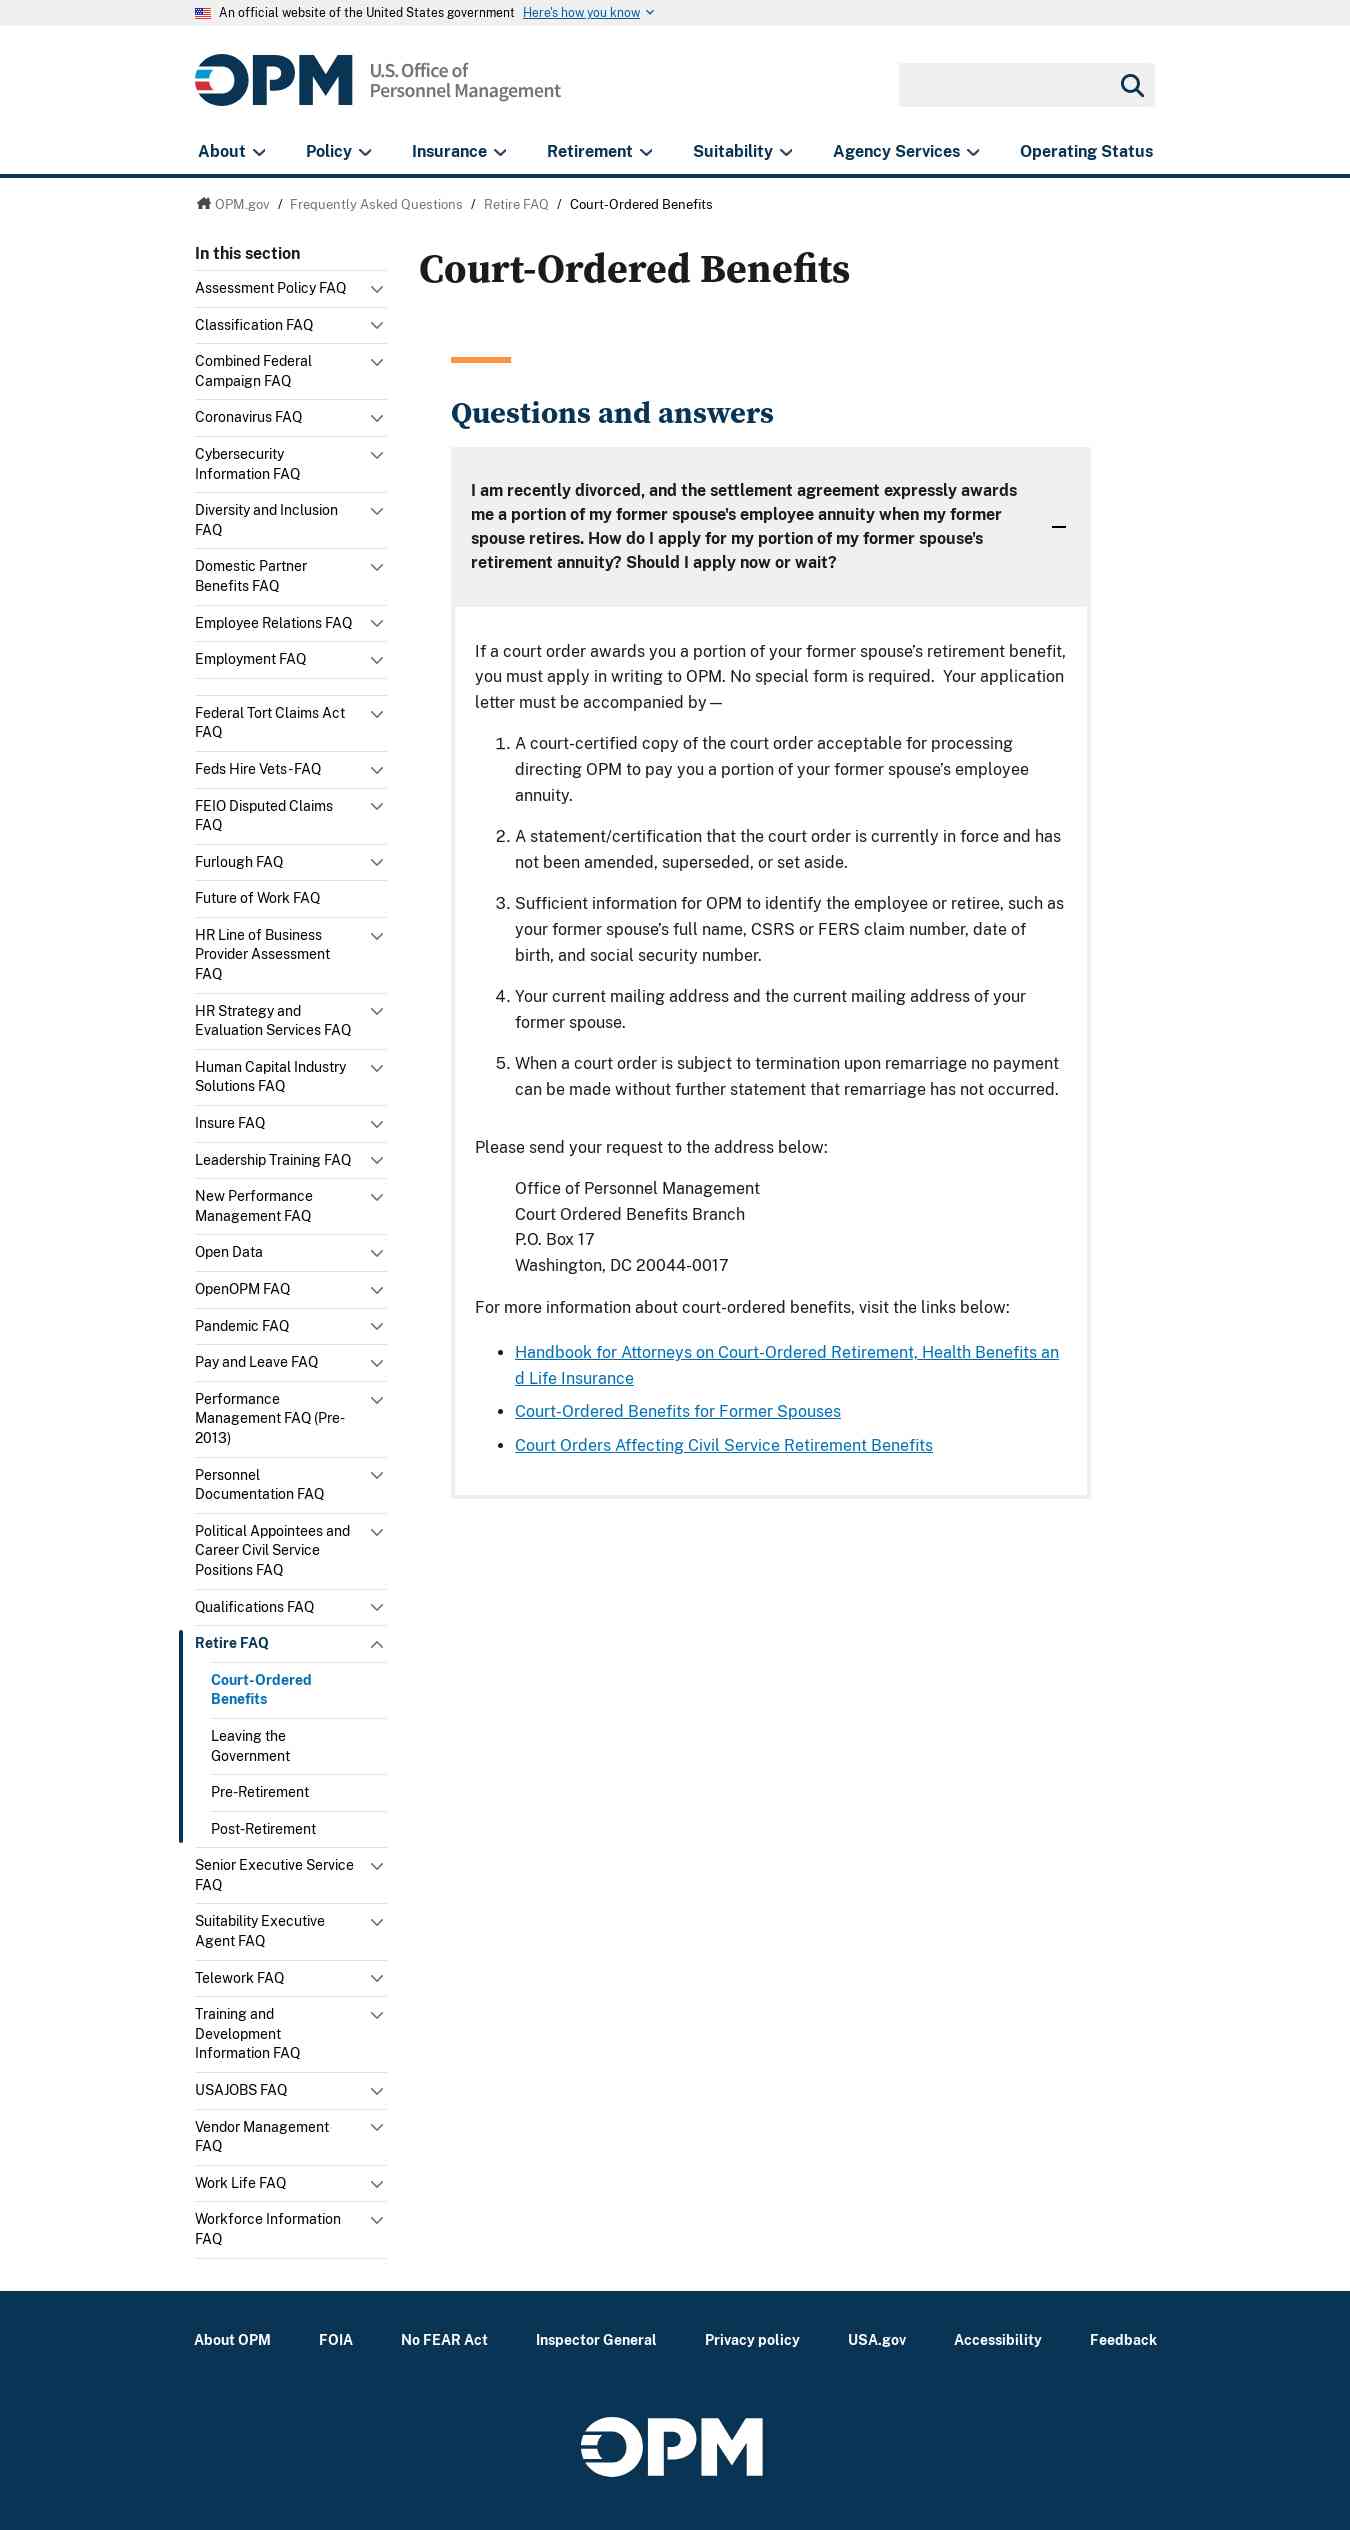 An official website of the United States government Here's how you know
OPM U.S. Office of
Personnel Management
About Policy Insurance Retirement Suitability Agency Services Operating Status
OPM.gov / Frequently Asked Questions / Retire FAQ / Court-Ordered Benefits
In this section
Assessment Policy FAQ
Classification FAQ
Combined Federal
Campaign FAQ
Coronavirus FAQ
Cybersecurity
Information FAQ
Diversity and Inclusion
FAQ
Domestic Partner
Benefits FAQ
Employee Relations FAQ
Employment FAQ
Federal Tort Claims Act
FAQ
Feds Hire Vets-FAQ
FEIO Disputed Claims
FAQ
Furlough FAQ
Future of Work FAQ
HR Line of Business
Provider Assessment
FAQ
HR Strategy and
Evaluation Services FAQ
Human Capital Industry
Solutions FAQ
Insure FAQ
Leadership Training FAQ
New Performance
Management FAQ
Open Data
OpenOPM FAQ
Pandemic FAQ
Pay and Leave FAQ
Performance
Management FAQ (Pre-
2013)
Personnel
Documentation FAQ
Political Appointees and
Career Civil Service
Positions FAQ
Qualifications FAQ
Retire FAQ
Court-Ordered
Benefits
Leaving the
Government
Pre-Retirement
Post-Retirement
Senior Executive Service
FAQ
Suitability Executive
Agent FAQ
Telework FAQ
Training and
Development
Information FAQ
USAJOBS FAQ
Vendor Management
FAQ
Work Life FAQ
Workforce Information
FAQ
Court-Ordered Benefits
Questions and answers
I am recently divorced, and the settlement agreement expressly awards
me a portion of my former spouse's employee annuity when my former
spouse retires. How do I apply for my portion of my former spouse's
retirement annuity? Should I apply now or wait?
If a court order awards you a portion of your former spouse’s retirement benefit,
you must apply in writing to OPM. No special form is required.  Your application
letter must be accompanied by —
1. A court-certified copy of the court order acceptable for processing
directing OPM to pay you a portion of your former spouse’s employee
annuity.
2. A statement/certification that the court order is currently in force and has
not been amended, superseded, or set aside.
3. Sufficient information for OPM to identify the employee or retiree, such as
your former spouse’s full name, CSRS or FERS claim number, date of
birth, and social security number.
4. Your current mailing address and the current mailing address of your
former spouse.
5. When a court order is subject to termination upon remarriage no payment
can be made without further statement that remarriage has not occurred.
Please send your request to the address below:
Office of Personnel Management
Court Ordered Benefits Branch
P.O. Box 17
Washington, DC 20044-0017
For more information about court-ordered benefits, visit the links below:
• Handbook for Attorneys on Court-Ordered Retirement, Health Benefits an
d Life Insurance
• Court-Ordered Benefits for Former Spouses
• Court Orders Affecting Civil Service Retirement Benefits
About OPM FOIA No FEAR Act Inspector General Privacy policy USA.gov Accessibility Feedback
OPM